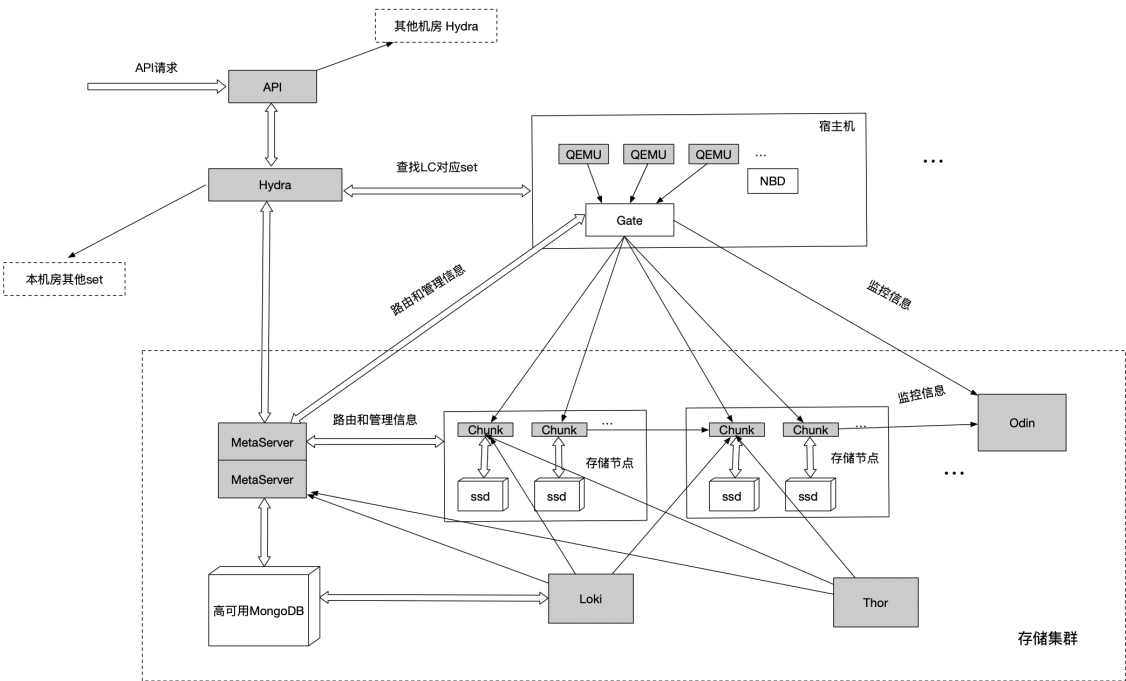 其他机房 Hydra
API请求
API
宿主机
QEMU
QEMU
QEMU
...
...
查找LC对应set
NBD
Hydra
Gate
本机房其他set
路由和管理信息
监控信息
监控信息
路由和管理信息
Odin
MetaServer
Chunk
Chunk
...
Chunk
Chunk
...
存储节点
存储节点
...
MetaServer
ssd
ssd
ssd
ssd
高可用MongoDB
Loki
Thor
存储集群